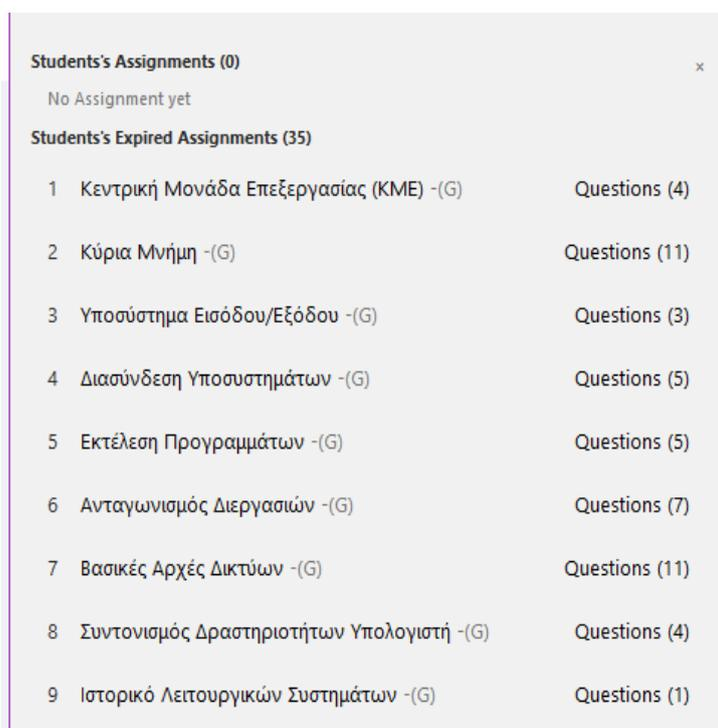 Students's Assignments (0)
×
No Assignment yet
Students's Expired Assignments (35)
1 Κεντρική Μονάδα Επεξεργασίας (ΚΜΕ) -(G) Questions (4)
2 Κύρια Μνήμη -(G) Questions (11)
3 Υποσύστημα Εισόδου/Εξόδου -(G) Questions (3)
4 Διασύνδεση Υποσυστημάτων -(G) Questions (5)
5 Εκτέλεση Προγραμμάτων -(G) Questions (5)
6 Ανταγωνισμός Διεργασιών -(G) Questions (7)
7 Βασικές Αρχές Δικτύων -(G) Questions (11)
8 Συντονισμός Δραστηριοτήτων Υπολογιστή -(G) Questions (4)
9 Ιστορικό Λειτουργικών Συστημάτων -(G) Questions (1)